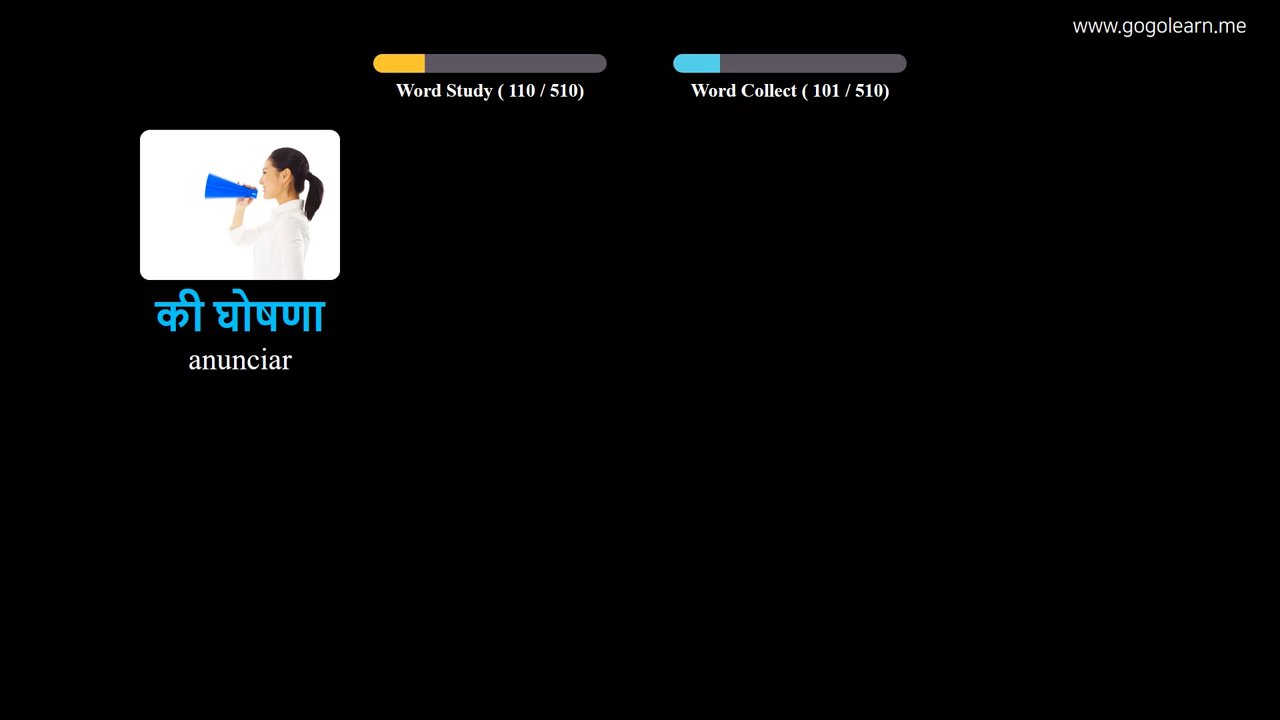 www.gogolearn.me
Word Study ( 110 / 510)
Word Collect ( 101 / 510)
की घोषणा
anunciar